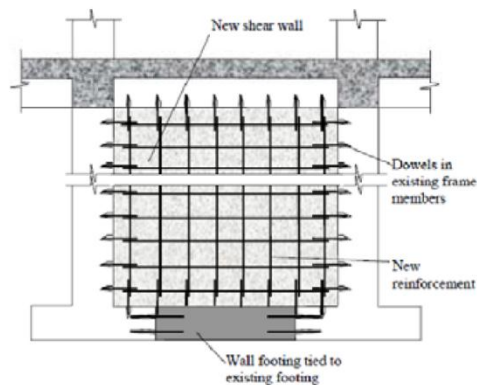 New shear wall
Dowels in
existing frame
members
New
reinforcement
Wall footing tied to
existing footing